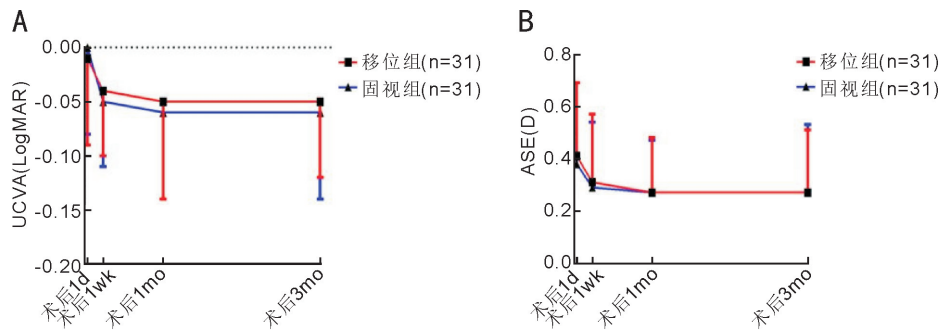 A
UCVA(LogMAR)
0.00
-0.05
-0.10
-0.15
-0.20
术后1d
术后1wk
术后1mo
术后3mo
移位组(n=31)
固视组(n=31)
B
ASE(D)
0.8
0.6
0.4
0.2
0.0
术后1d
术后1wk
术后1mo
术后3mo
移位组(n=31)
固视组(n=31)